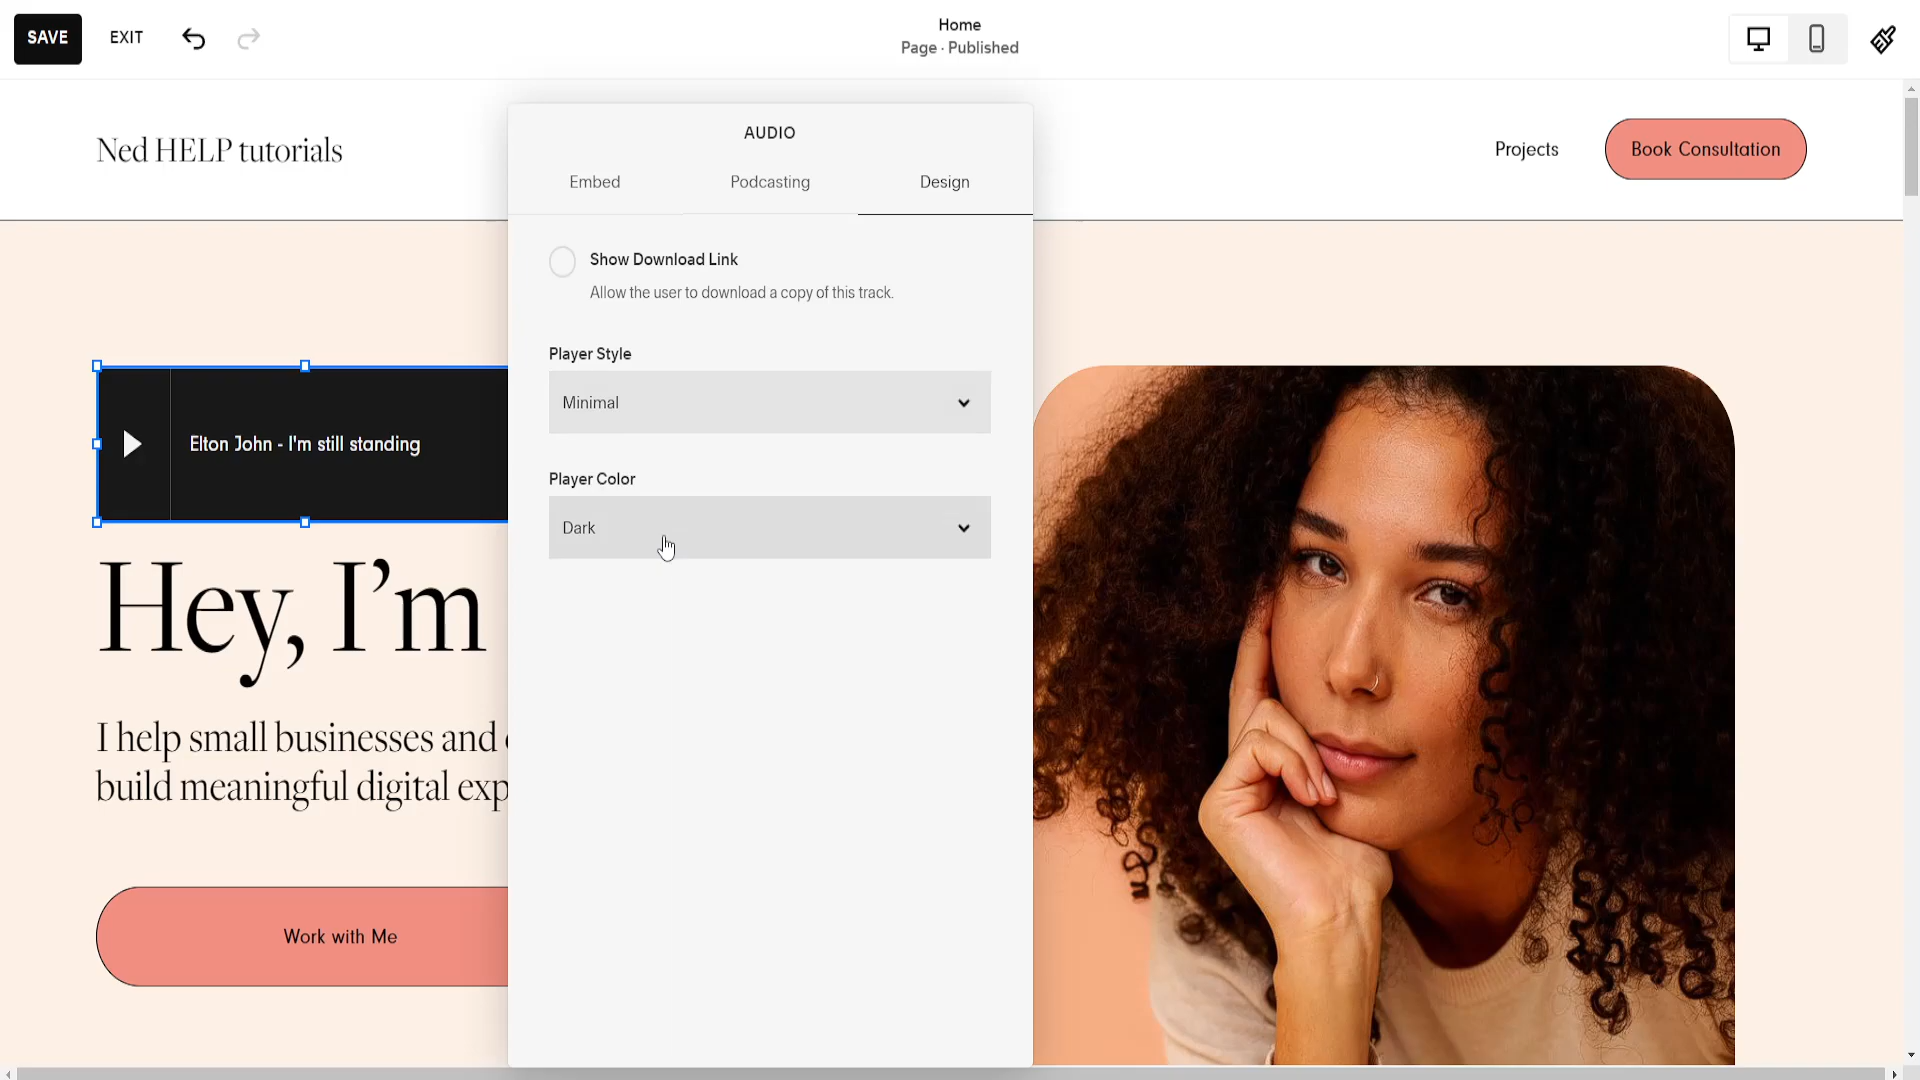 SAVE
EXIT
Home
Page · Published
Ned HELP tutorials
Projects
Book Consultation
AUDIO
Embed
Podcasting
Design
Show Download Link
Allow the user to download a copy of this track.
Player Style
Minimal
Player Color
Dark
Elton John - I'm still standing
Hey, I’m
I help small businesses and
build meaningful digital exp
Work with Me